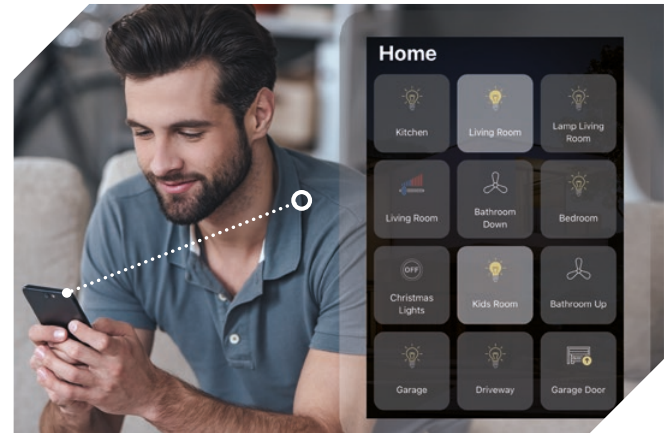 Home
Kitchen
Living Room
Lamp Living
Room
Living Room
Bathroom
Down
Bedroom
OFF
Christmas
Lights
Kids Room
Bathroom Up
Garage
Driveway
Garage Door